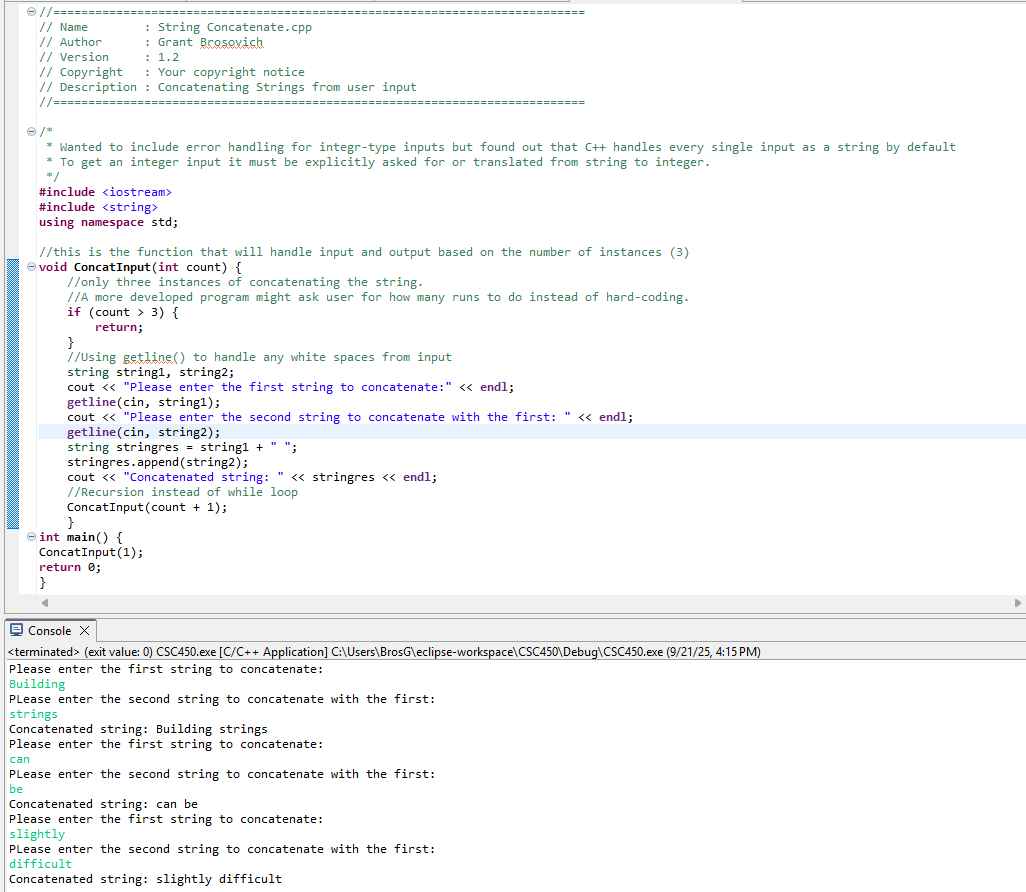 //============================================================================
// Name        : String Concatenate.cpp
// Author      : Grant Brosovich
// Version     : 1.2
// Copyright   : Your copyright notice
// Description : Concatenating Strings from user input
//============================================================================
/*
 * Wanted to include error handling for integr-type inputs but found out that C++ handles every single input as a string by default
 * To get an integer input it must be explicitly asked for or translated from string to integer.
 */
#include <iostream>
#include <string>
using namespace std;
//this is the function that will handle input and output based on the number of instances (3)
void ConcatInput(int count) {
    //only three instances of concatenating the string.
    //A more developed program might ask user for how many runs to do instead of hard-coding.
    if (count > 3) {
        return;
    }
    //Using getline() to handle any white spaces from input
    string string1, string2;
    cout << "Please enter the first string to concatenate:" << endl;
    getline(cin, string1);
    cout << "Please enter the second string to concatenate with the first: " << endl;
    getline(cin, string2);
    string stringres = string1 + " ";
    stringres.append(string2);
    cout << "Concatenated string: " << stringres << endl;
    //Recursion instead of while loop
    ConcatInput(count + 1);
    }
int main() {
ConcatInput(1);
return 0;
}
Console
<terminated> (exit value: 0) CSC450.exe [C/C++ Application] C:\Users\BrosG\eclipse-workspace\CSC450\Debug\CSC450.exe (9/21/25, 4:15 PM)
Please enter the first string to concatenate:
Building
PLease enter the second string to concatenate with the first:
strings
Concatenated string: Building strings
Please enter the first string to concatenate:
can
PLease enter the second string to concatenate with the first:
be
Concatenated string: can be
Please enter the first string to concatenate:
slightly
PLease enter the second string to concatenate with the first:
difficult
Concatenated string: slightly difficult